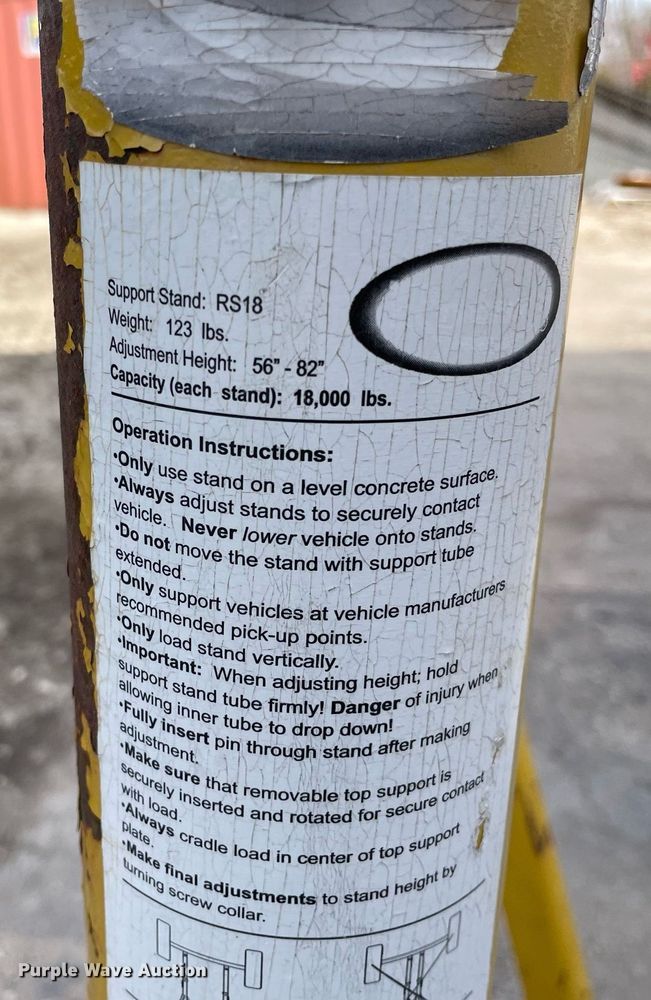 Support Stand: RS18
Weight: 123 lbs.
Adjustment Height: 56" - 82"
Capacity (each stand): 18,000 lbs.
Operation Instructions:
•Only use stand on a level concrete surface.
•Always adjust stands to securely contact
vehicle. Never lower vehicle onto stands.
•Do not move the stand with support tube
extended.
•Only support vehicles at vehicle manufacturers
recommended pick-up points.
•Only load stand vertically.
•Important: When adjusting height; hold
support stand tube firmly! Danger of injury when
allowing inner tube to drop down!
•Fully insert pin through stand after making
adjustment.
•Make sure that removable top support is
securely inserted and rotated for secure contact
with load.
•Always cradle load in center of top support
plate.
•Make final adjustments to stand height by
turning screw collar.
Purple Wave Auction